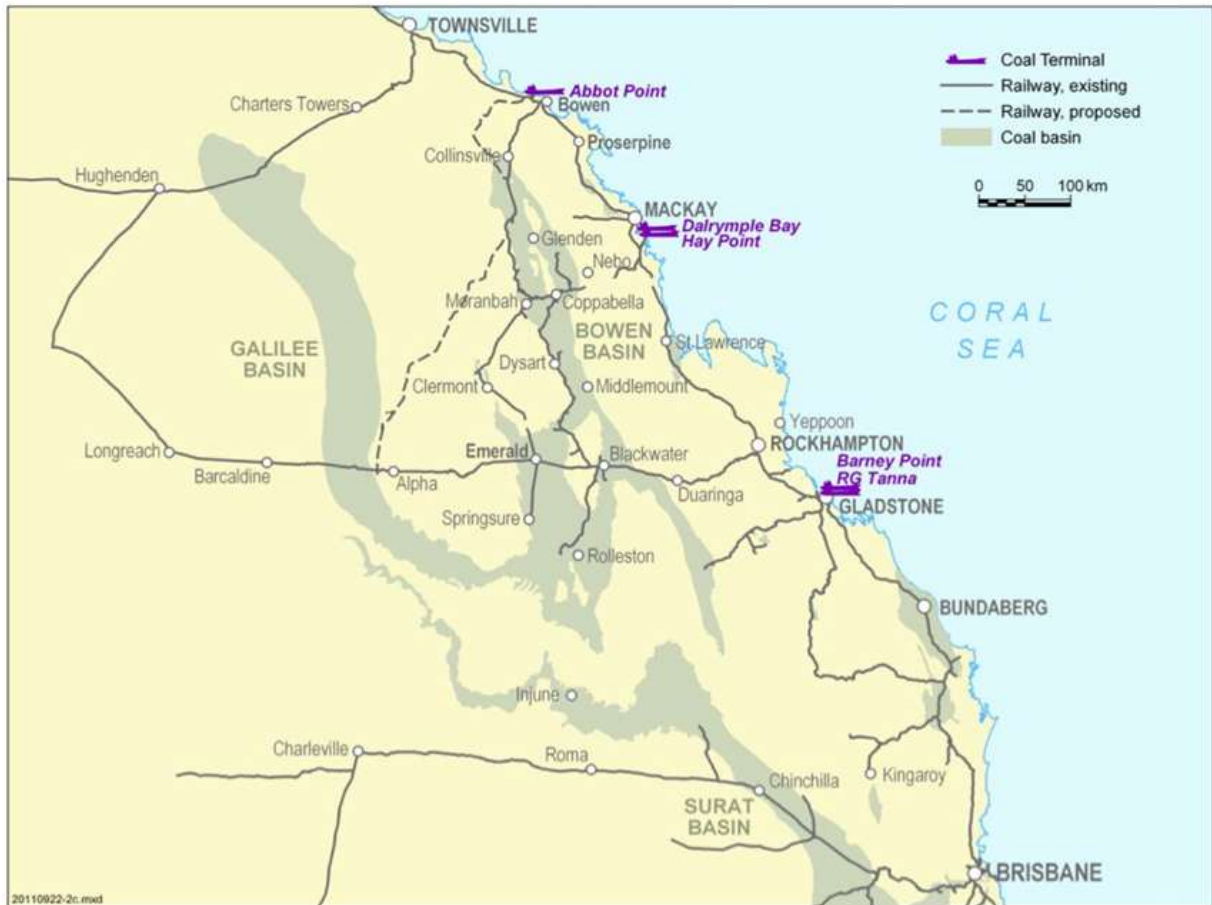 TOWNSVILLE
Coal Terminal
Railway, existing
Railway, proposed
Coal basin
0 50 100 km
Abbot Point
Bowen
Charters Towers
Proserpine
Collinsville
Hughenden
MACKAY
Dalrymple Bay
Hay Point
Glenden
Nebo
Moranbah
Coppabella
CORAL
SEA
GALILEE
BASIN
BOWEN
BASIN
St Lawrence
Dysart
Clermont
Middlemount
Yeppoon
ROCKHAMPTON
Longreach
Barcaldine
Emerald
Blackwater
Alpha
Duaringa
Barney Point
RG Tanna
GLADSTONE
Springsure
Rolleston
BUNDABERG
Injune
Charleville
Roma
Chinchilla
Kingaroy
SURAT
BASIN
BRISBANE
20110922-2c.mxd